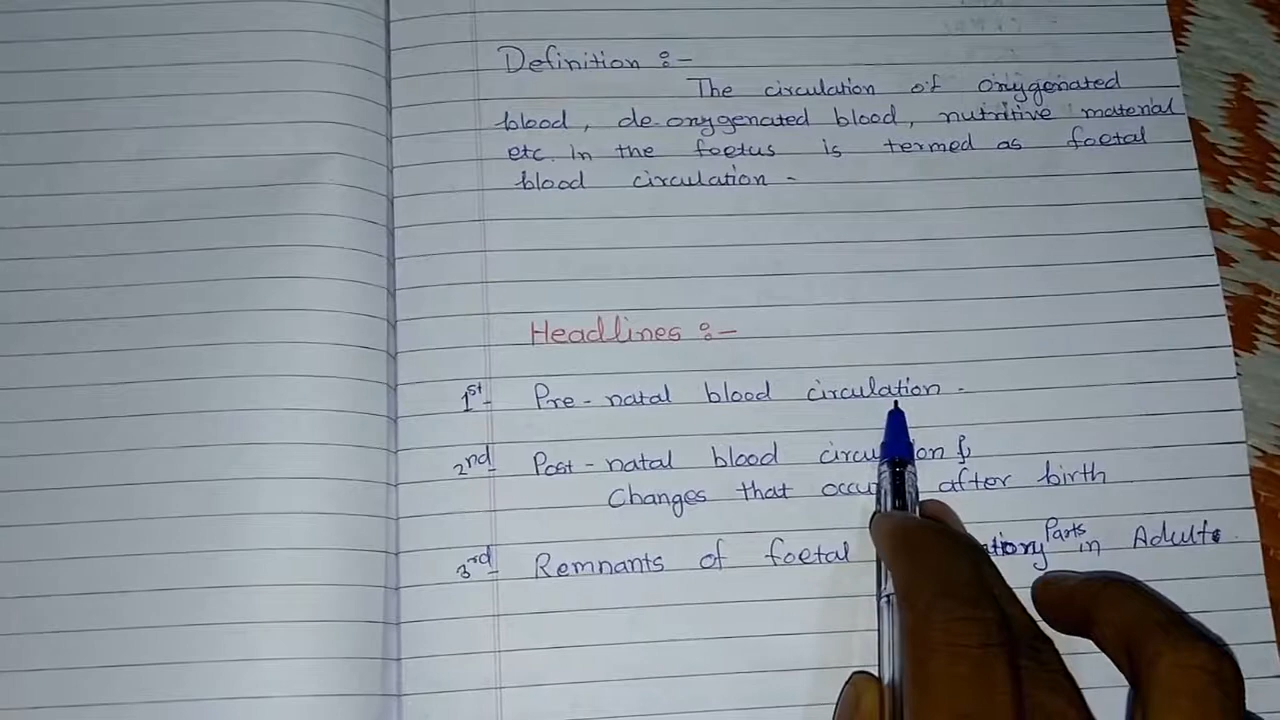 Definition :-
The circulation of oxygenated
blood, de-oxygenated blood, nutritive material
etc. in the foetus is termed as foetal
blood circulation -
Headlines :-
1st- Pre-natal blood circulation -
2nd- Post-natal blood circu on &
Changes that occu after birth
3rd- Remnants of foetal Parts in Adults.